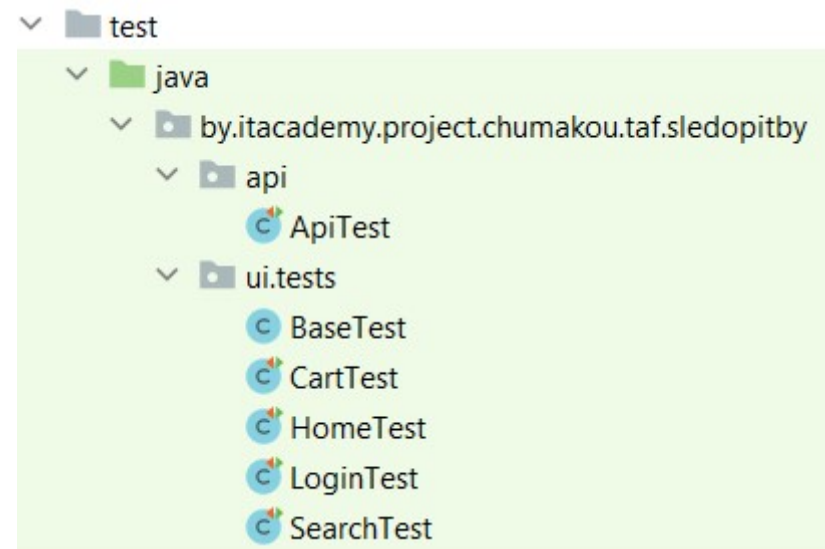 test
java
by.itacademy.project.chumakou.taf.sledopitby
api
C ApiTest
ui.tests
C BaseTest
C CartTest
C HomeTest
C LoginTest
C SearchTest